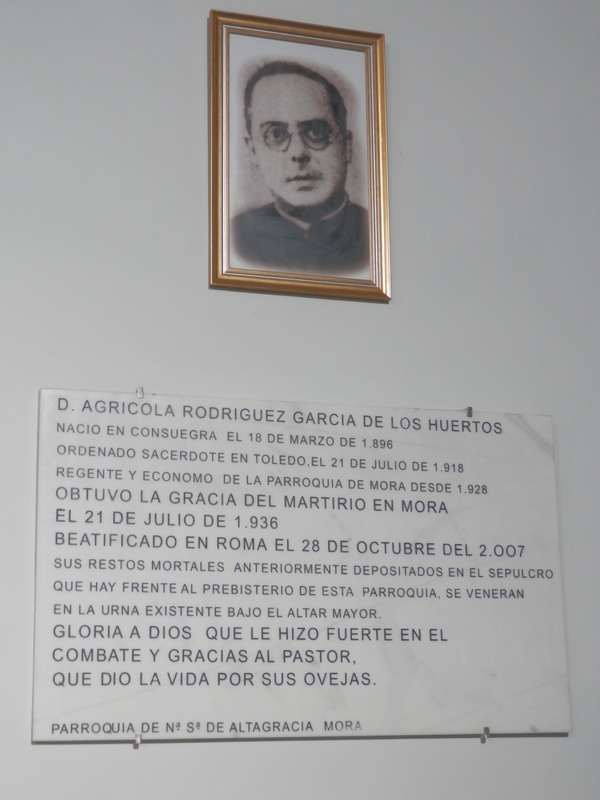 D. AGRICOLA RODRIGUEZ GARCIA DE LOS HUERTOS
NACIO EN CONSUEGRA EL 18 DE MARZO DE 1.896
ORDENADO SACERDOTE EN TOLEDO,EL 21 DE JULIO DE 1.918
REGENTE Y ECONOMO DE LA PARROQUIA DE MORA DESDE 1.928
OBTUVO LA GRACIA DEL MARTIRIO EN MORA
EL 21 DE JULIO DE 1.936
BEATIFICADO EN ROMA EL 28 DE OCTUBRE DEL 2.OO7
SUS RESTOS MORTALES ANTERIORMENTE DEPOSITADOS EN EL SEPULCRO
QUE HAY FRENTE AL PREBISTERIO DE ESTA PARROQUIA, SE VENERAN
EN LA URNA EXISTENTE BAJO EL ALTAR MAYOR.
GLORIA A DIOS QUE LE HIZO FUERTE EN EL
COMBATE Y GRACIAS AL PASTOR,
QUE DIO LA VIDA POR SUS OVEJAS.
PARROQUIA DE Nª Sª DE ALTAGRACIA MORA